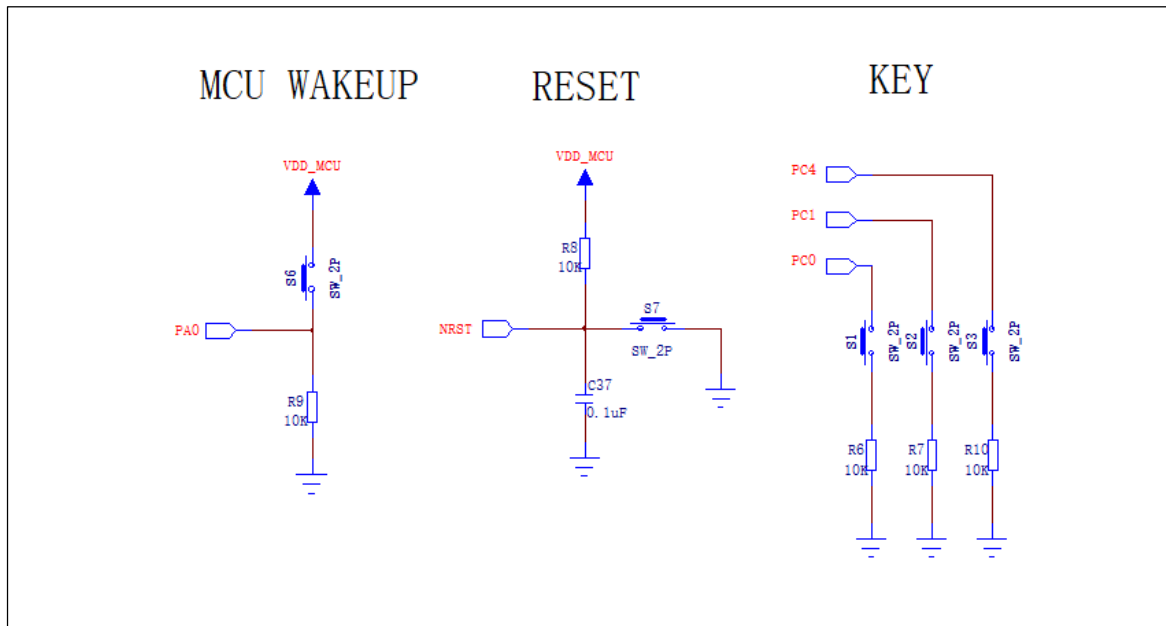 MCU WAKEUP
VDD_MCU
S6
SW_2P
PA0
R9
10K
RESET
VDD_MCU
R8
10K
NRST
S7
SW_2P
C37
0.1uF
KEY
PC4
PC1
PC0
S1
SW_2P
S2
SW_2P
S3
SW_2P
R6
10K
R7
10K
R10
10K